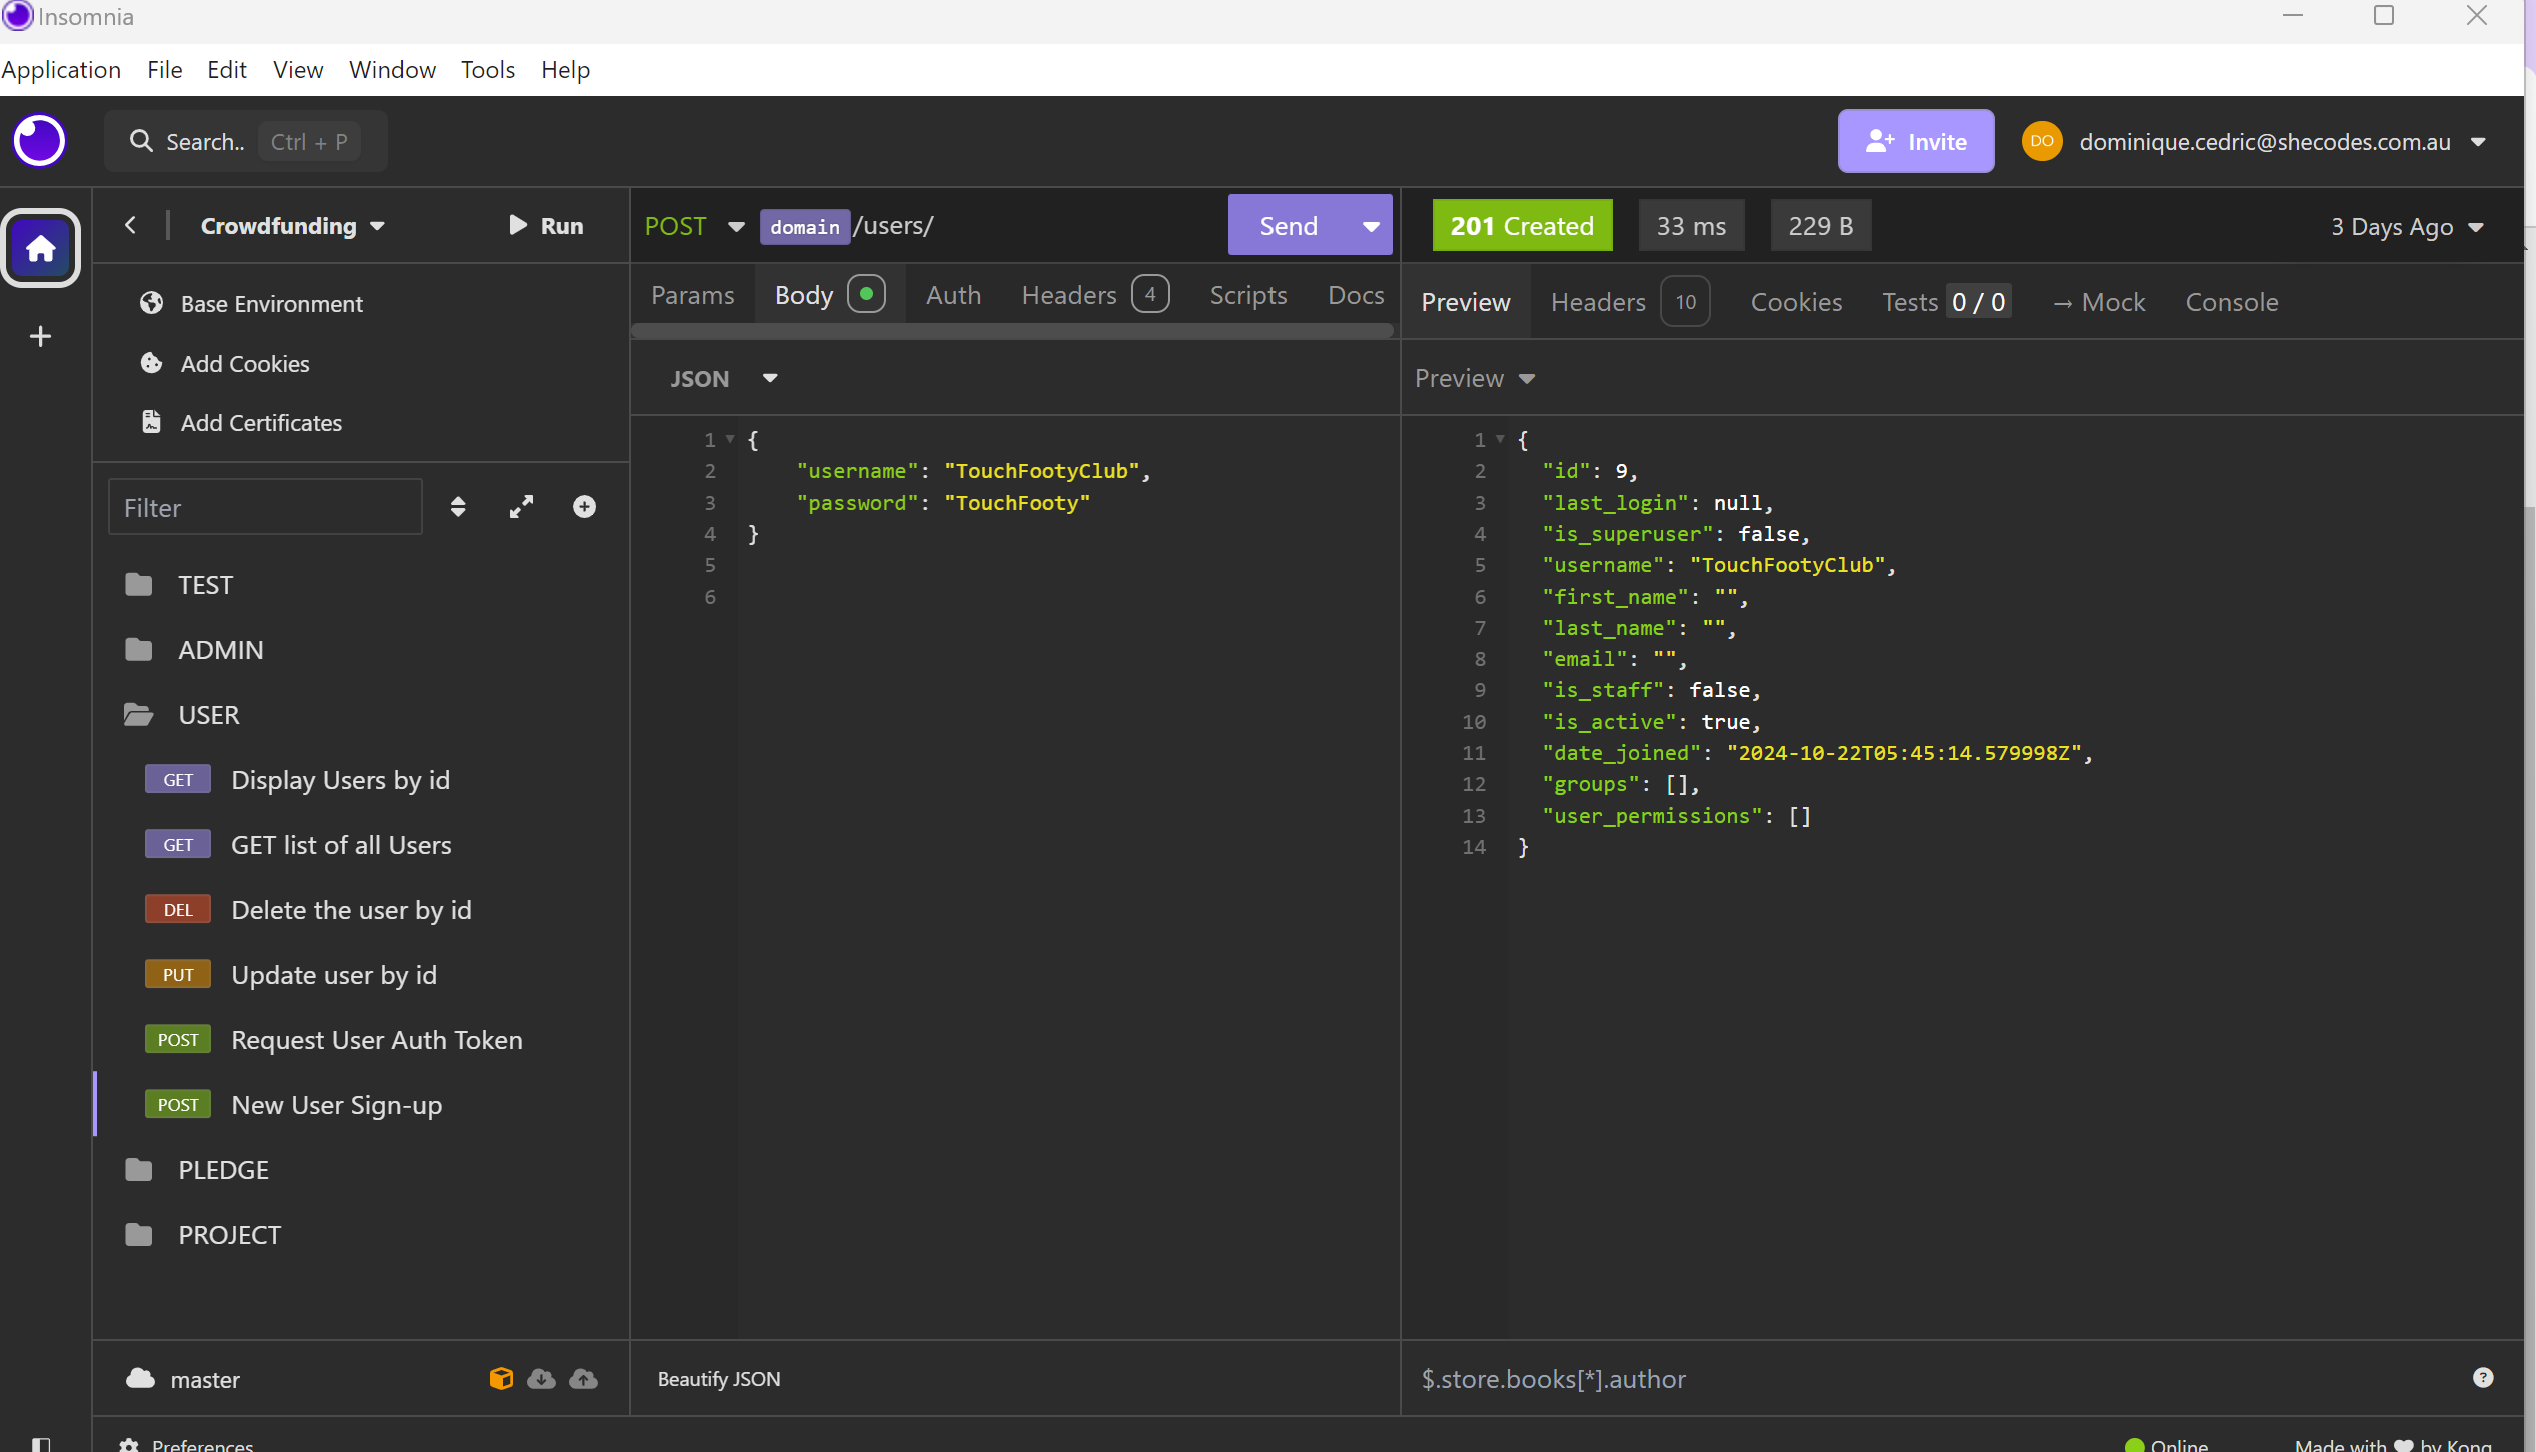 Insomnia
Application File Edit View Window Tools Help
Search.. Ctrl + P
Invite
DO dominique.cedric@shecodes.com.au
Crowdfunding Run
Base Environment
Add Cookies
Add Certificates
Filter
TEST
ADMIN
USER
GET Display Users by id
GET GET list of all Users
DEL Delete the user by id
PUT Update user by id
POST Request User Auth Token
POST New User Sign-up
PLEDGE
PROJECT
master
Preferences
POST domain /users/ Send
Params Body Auth Headers 4 Scripts Docs
JSON
1 {
2 "username": "TouchFootyClub",
3 "password": "TouchFooty"
4 }
5
6
Beautify JSON
201 Created 33 ms 229 B 3 Days Ago
Preview Headers 10 Cookies Tests 0 / 0 → Mock Console
Preview
1 {
2 "id": 9,
3 "last_login": null,
4 "is_superuser": false,
5 "username": "TouchFootyClub",
6 "first_name": "",
7 "last_name": "",
8 "email": "",
9 "is_staff": false,
10 "is_active": true,
11 "date_joined": "2024-10-22T05:45:14.579998Z",
12 "groups": [],
13 "user_permissions": []
14 }
$.store.books[*].author
Online Made with ♥ by Kong